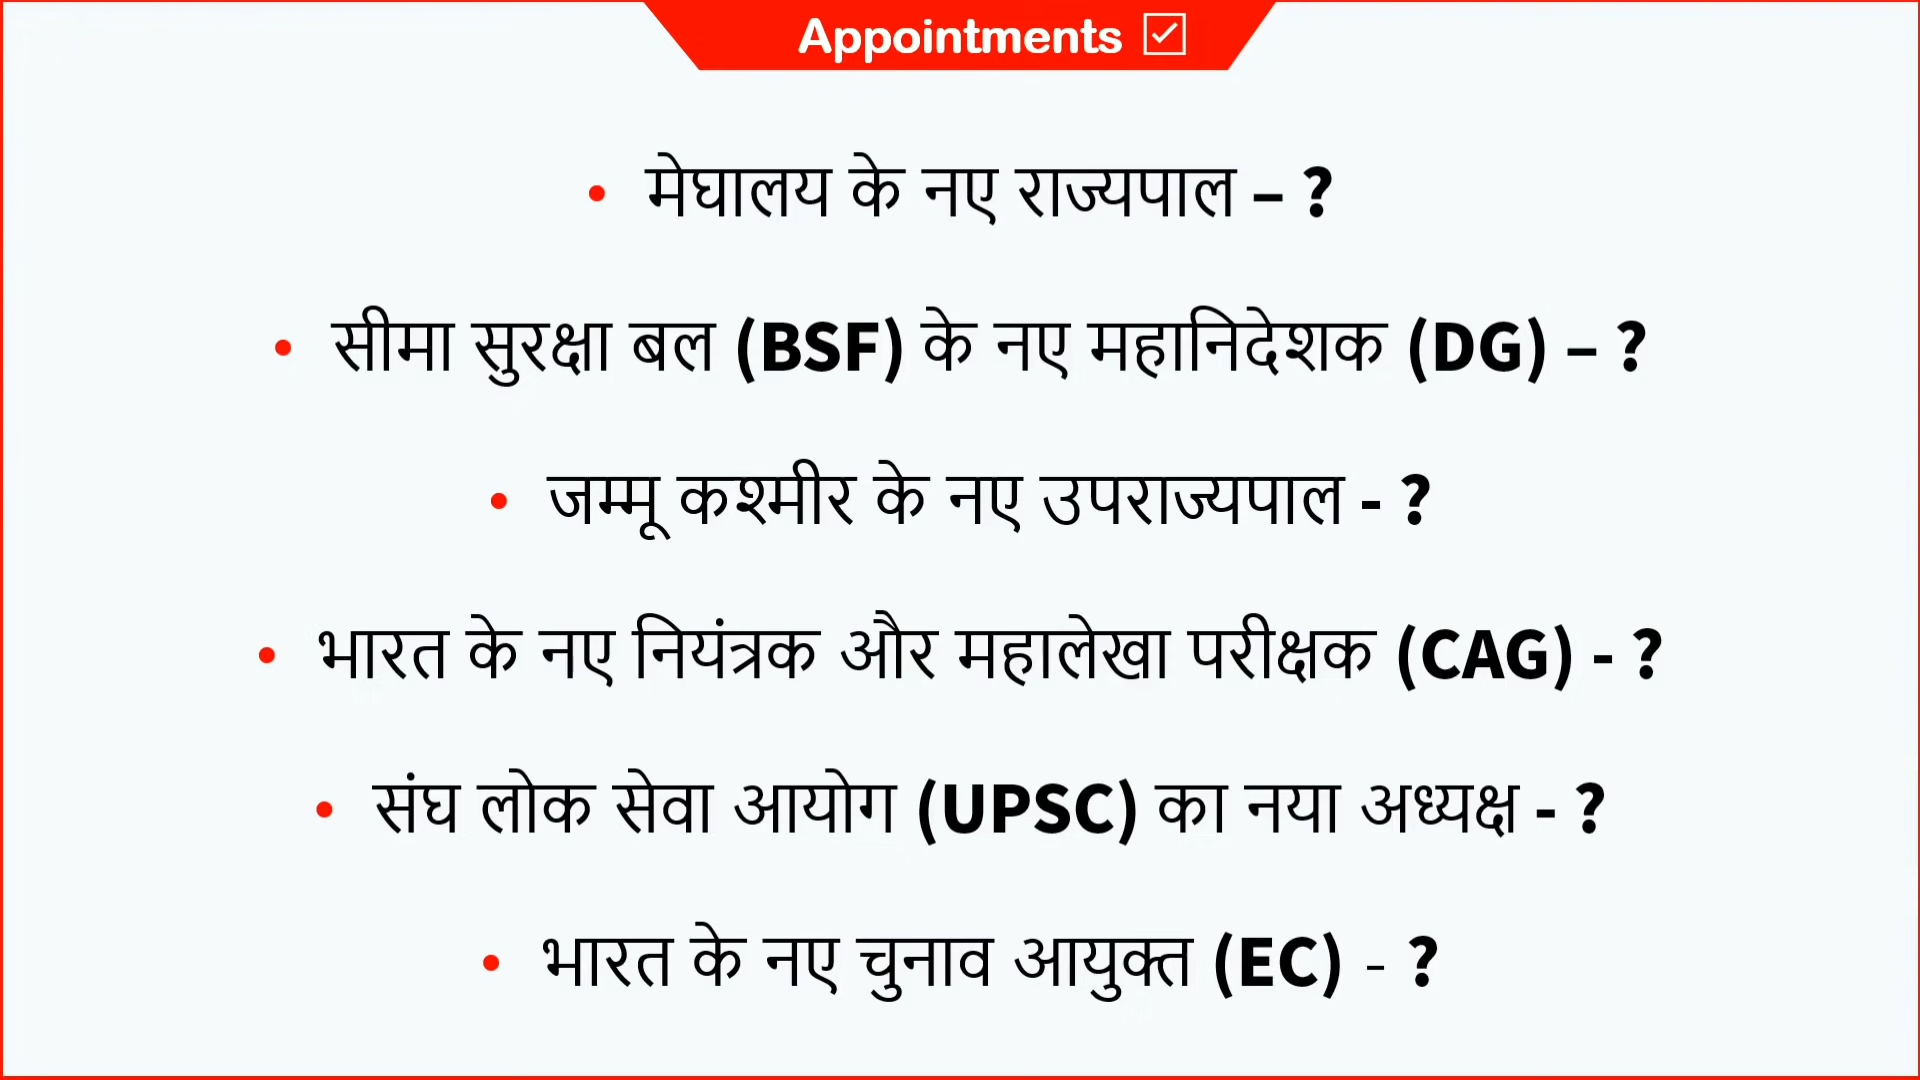 Appointments
• मेघालय के नए राज्यपाल – ?
• सीमा सुरक्षा बल (BSF) के नए महानिदेशक (DG) – ?
• जम्मू कश्मीर के नए उपराज्यपाल - ?
• भारत के नए नियंत्रक और महालेखा परीक्षक (CAG) - ?
• संघ लोक सेवा आयोग (UPSC) का नया अध्यक्ष - ?
• भारत के नए चुनाव आयुक्त (EC) - ?